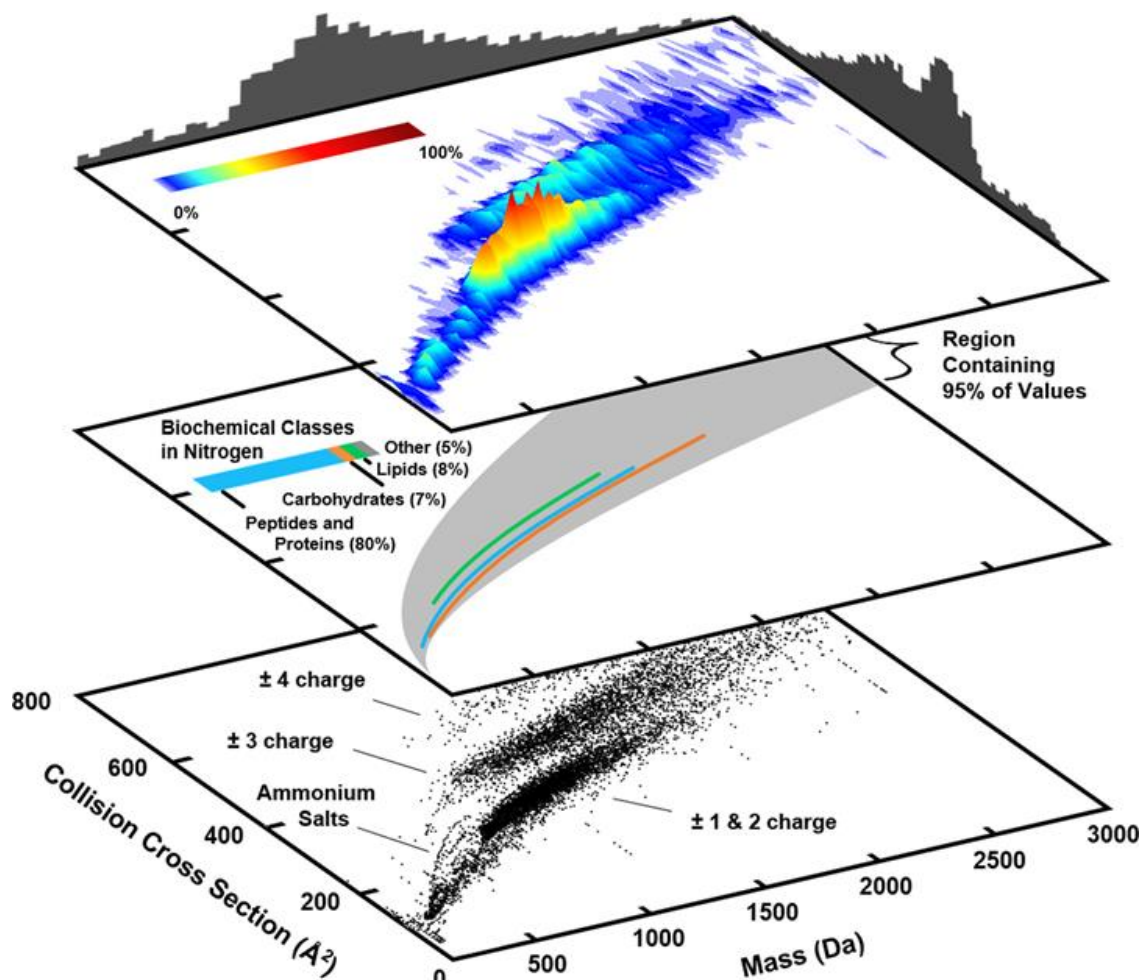 100%
0%
Region
Containing
95% of Values
Biochemical Classes
in Nitrogen
Other (5%)
Lipids (8%)
Carbohydrates (7%)
Peptides and
Proteins (80%)
± 4 charge
± 3 charge
Ammonium
Salts
± 1 & 2 charge
800
600
400
200
0
Collision Cross Section (Å²)
500
1000
1500
2000
2500
3000
Mass (Da)